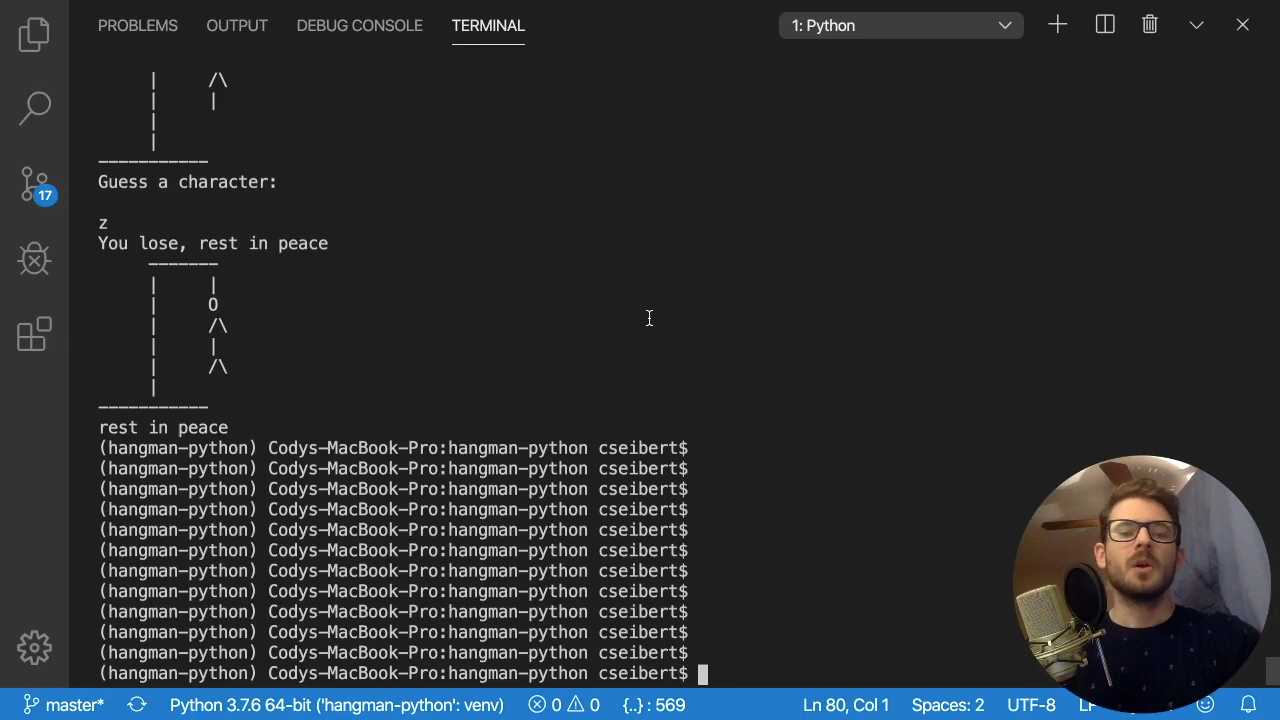 PROBLEMS OUTPUT DEBUG CONSOLE TERMINAL 1: Python
Guess a character:
z
You lose, rest in peace
O
/\
|
/\
rest in peace
(hangman-python) Codys-MacBook-Pro:hangman-python cseibert$
(hangman-python) Codys-MacBook-Pro:hangman-python cseibert$
(hangman-python) Codys-MacBook-Pro:hangman-python cseibert$
(hangman-python) Codys-MacBook-Pro:hangman-python cseibert$
(hangman-python) Codys-MacBook-Pro:hangman-python cseibert$
(hangman-python) Codys-MacBook-Pro:hangman-python cseibert$
(hangman-python) Codys-MacBook-Pro:hangman-python cseibert$
(hangman-python) Codys-MacBook-Pro:hangman-python cseibert$
(hangman-python) Codys-MacBook-Pro:hangman-python cseibert$
(hangman-python) Codys-MacBook-Pro:hangman-python cseibert$
(hangman-python) Codys-MacBook-Pro:hangman-python cseibert$
(hangman-python) Codys-MacBook-Pro:hangman-python cseibert$
17
master* Python 3.7.6 64-bit ('hangman-python': venv) 0 0 {..} : 569 Ln 80, Col 1 Spaces: 2 UTF-8